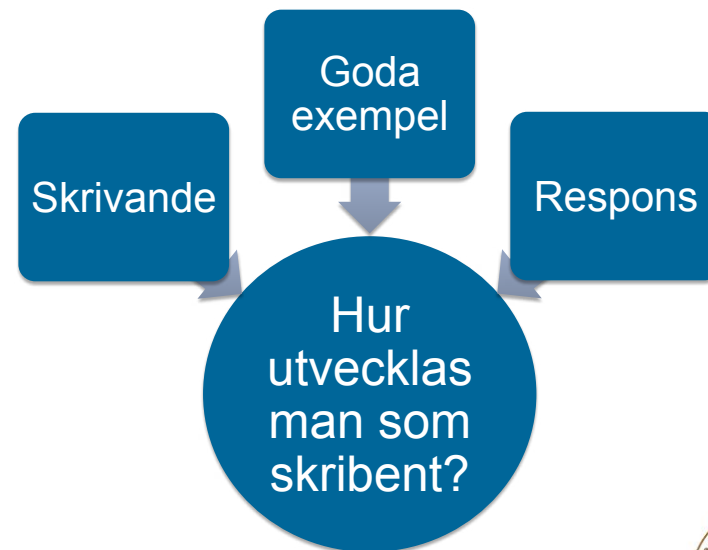 Goda
exempel
Skrivande
Respons
Hur
utvecklas
man som
skribent?